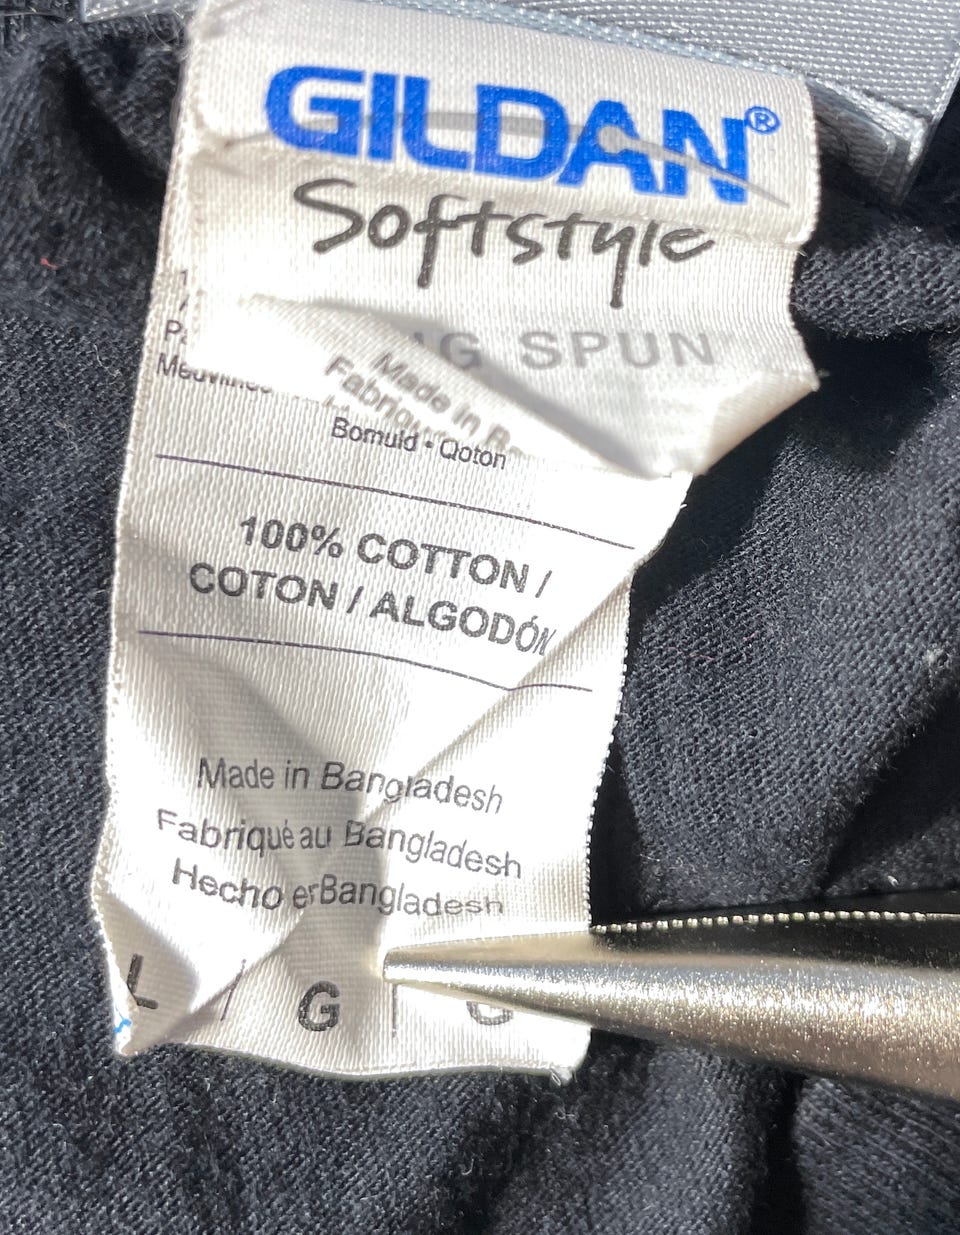 GILDAN®
Softstyle
SPUN
Made in
Bomuld • Qoton
100% COTTON /
COTON / ALGODÓN
Made in Bangladesh
Fabriqué au Bangladesh
Hecho en Bangladesh
L | G | G